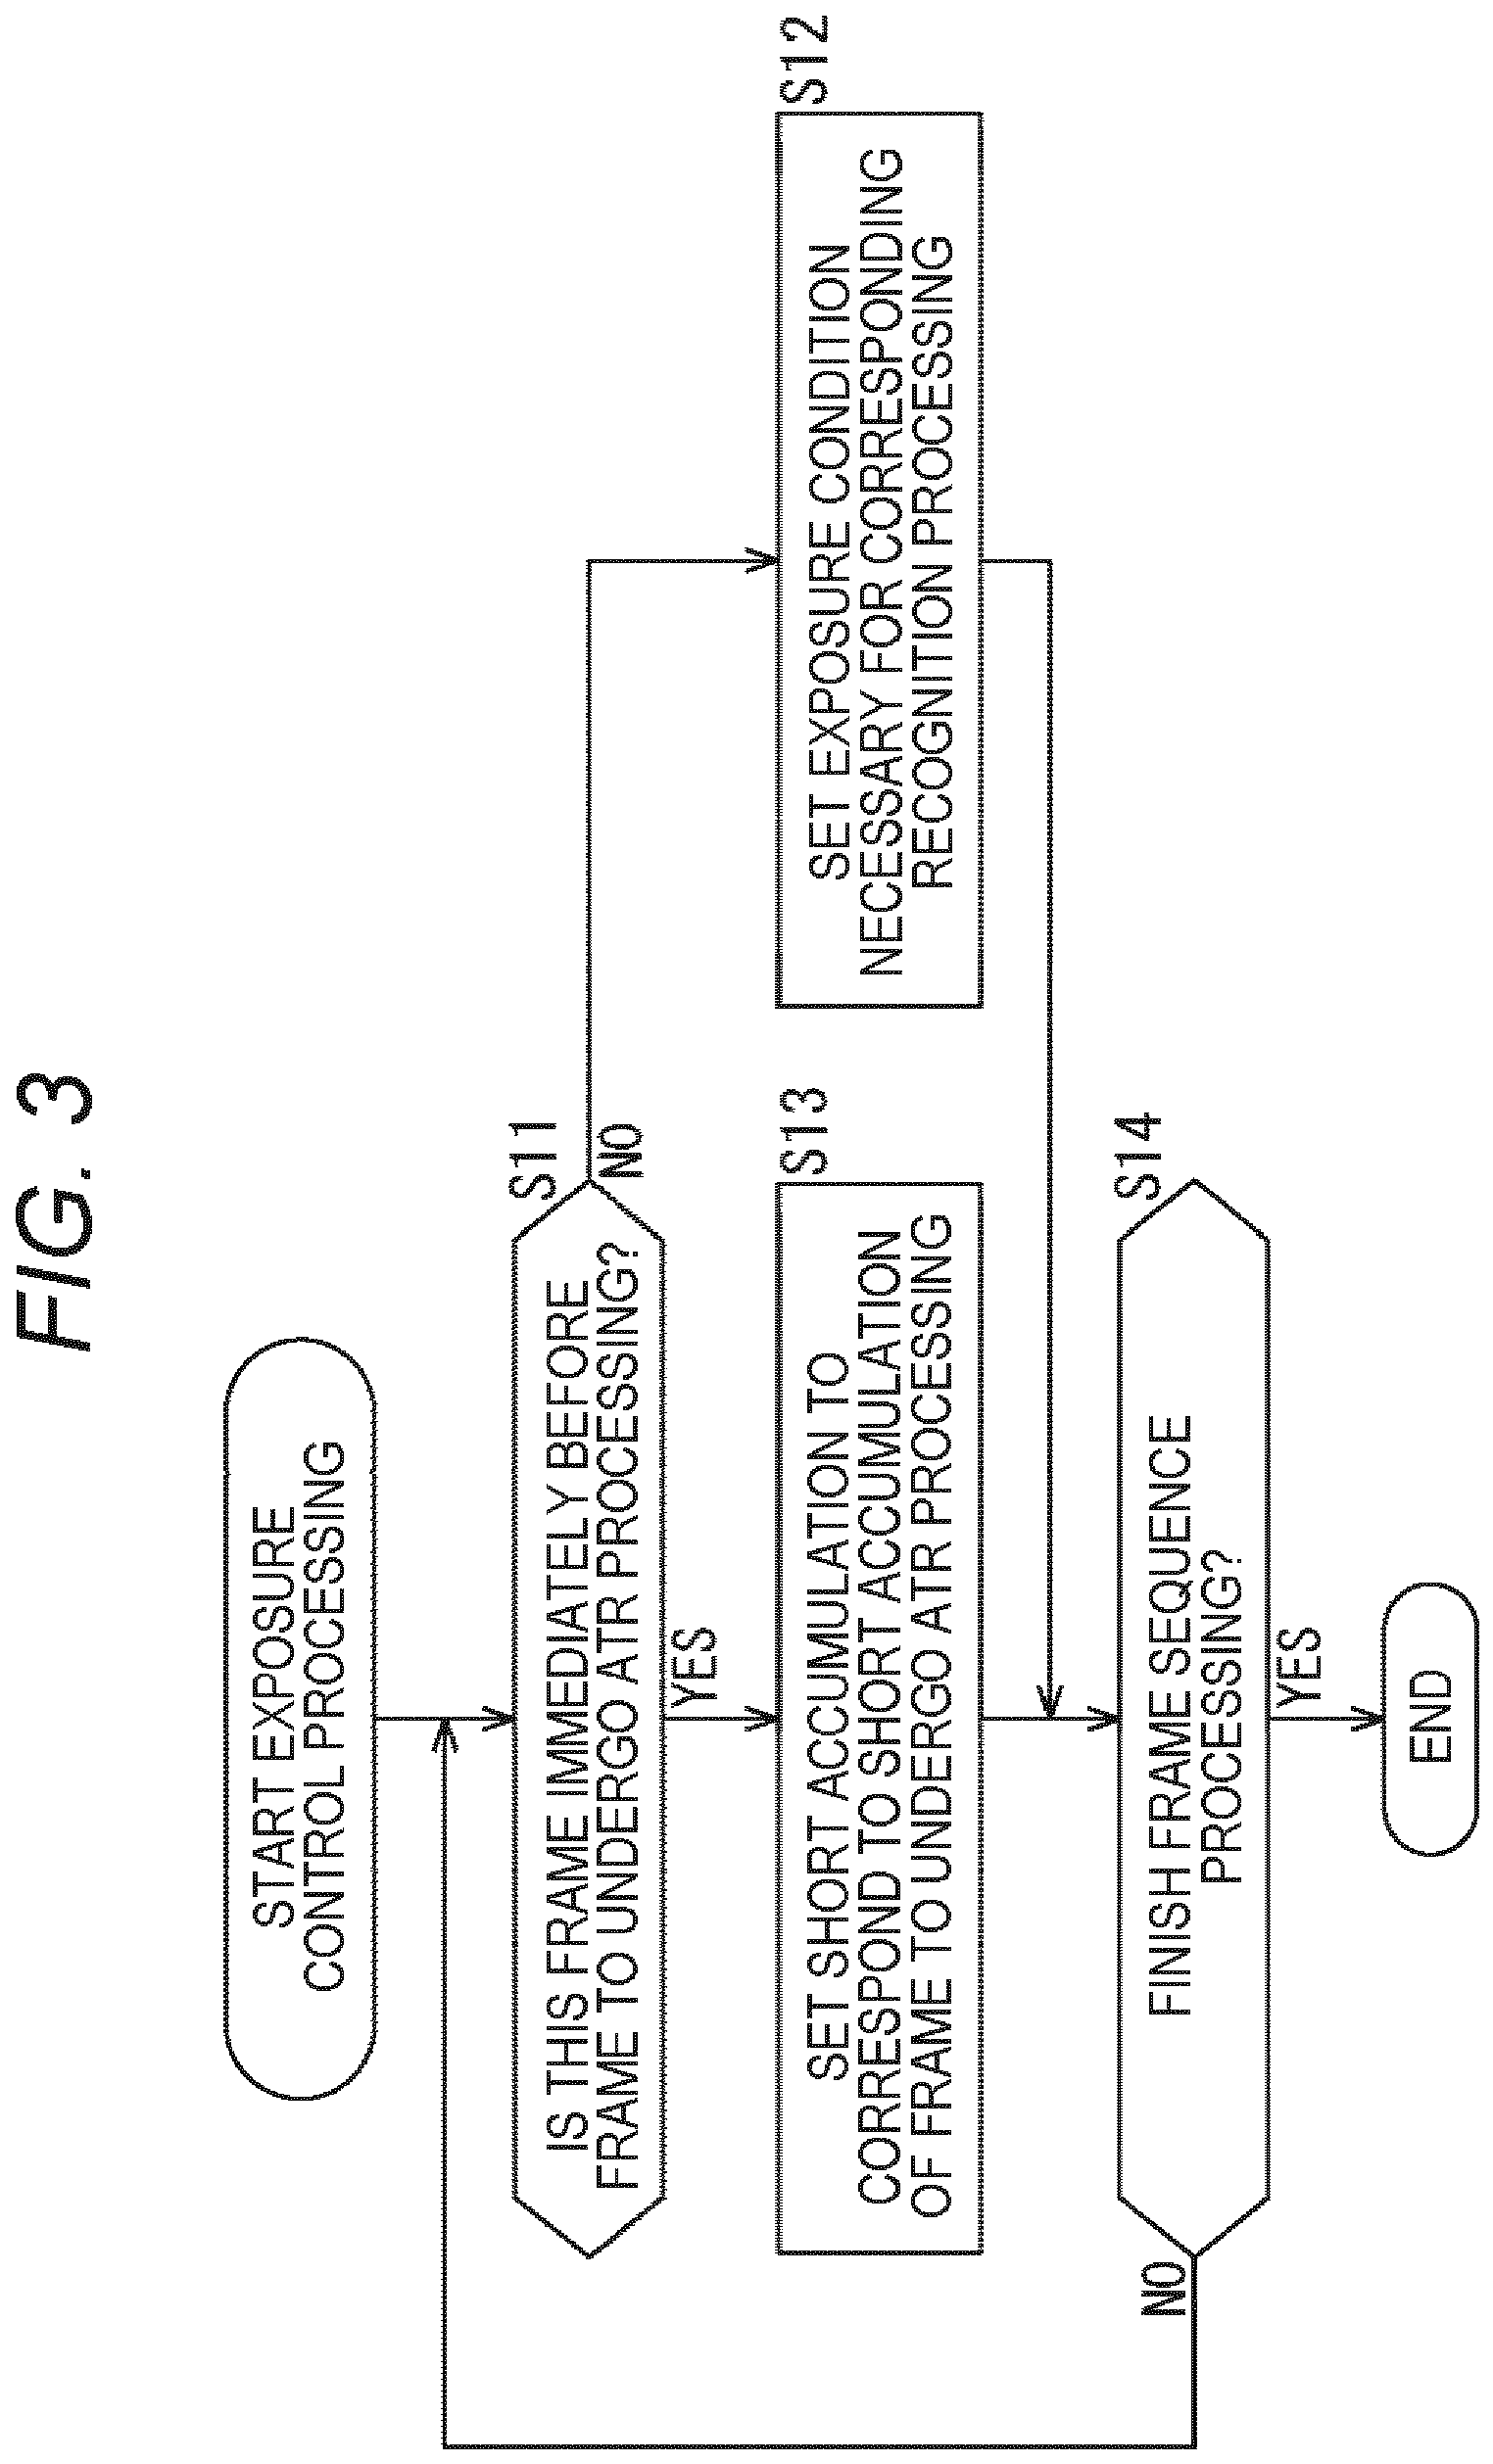 FIG. 3
START EXPOSURE
CONTROL PROCESSING
S11
IS THIS FRAME IMMEDIATELY BEFORE
FRAME TO UNDERGO ATR PROCESSING?
NO
YES
S13
SET SHORT ACCUMULATION TO
CORRESPOND TO SHORT ACCUMULATION
OF FRAME TO UNDERGO ATR PROCESSING
S12
SET EXPOSURE CONDITION
NECESSARY FOR CORRESPONDING
RECOGNITION PROCESSING
S14
FINISH FRAME SEQUENCE
PROCESSING?
NO
YES
END